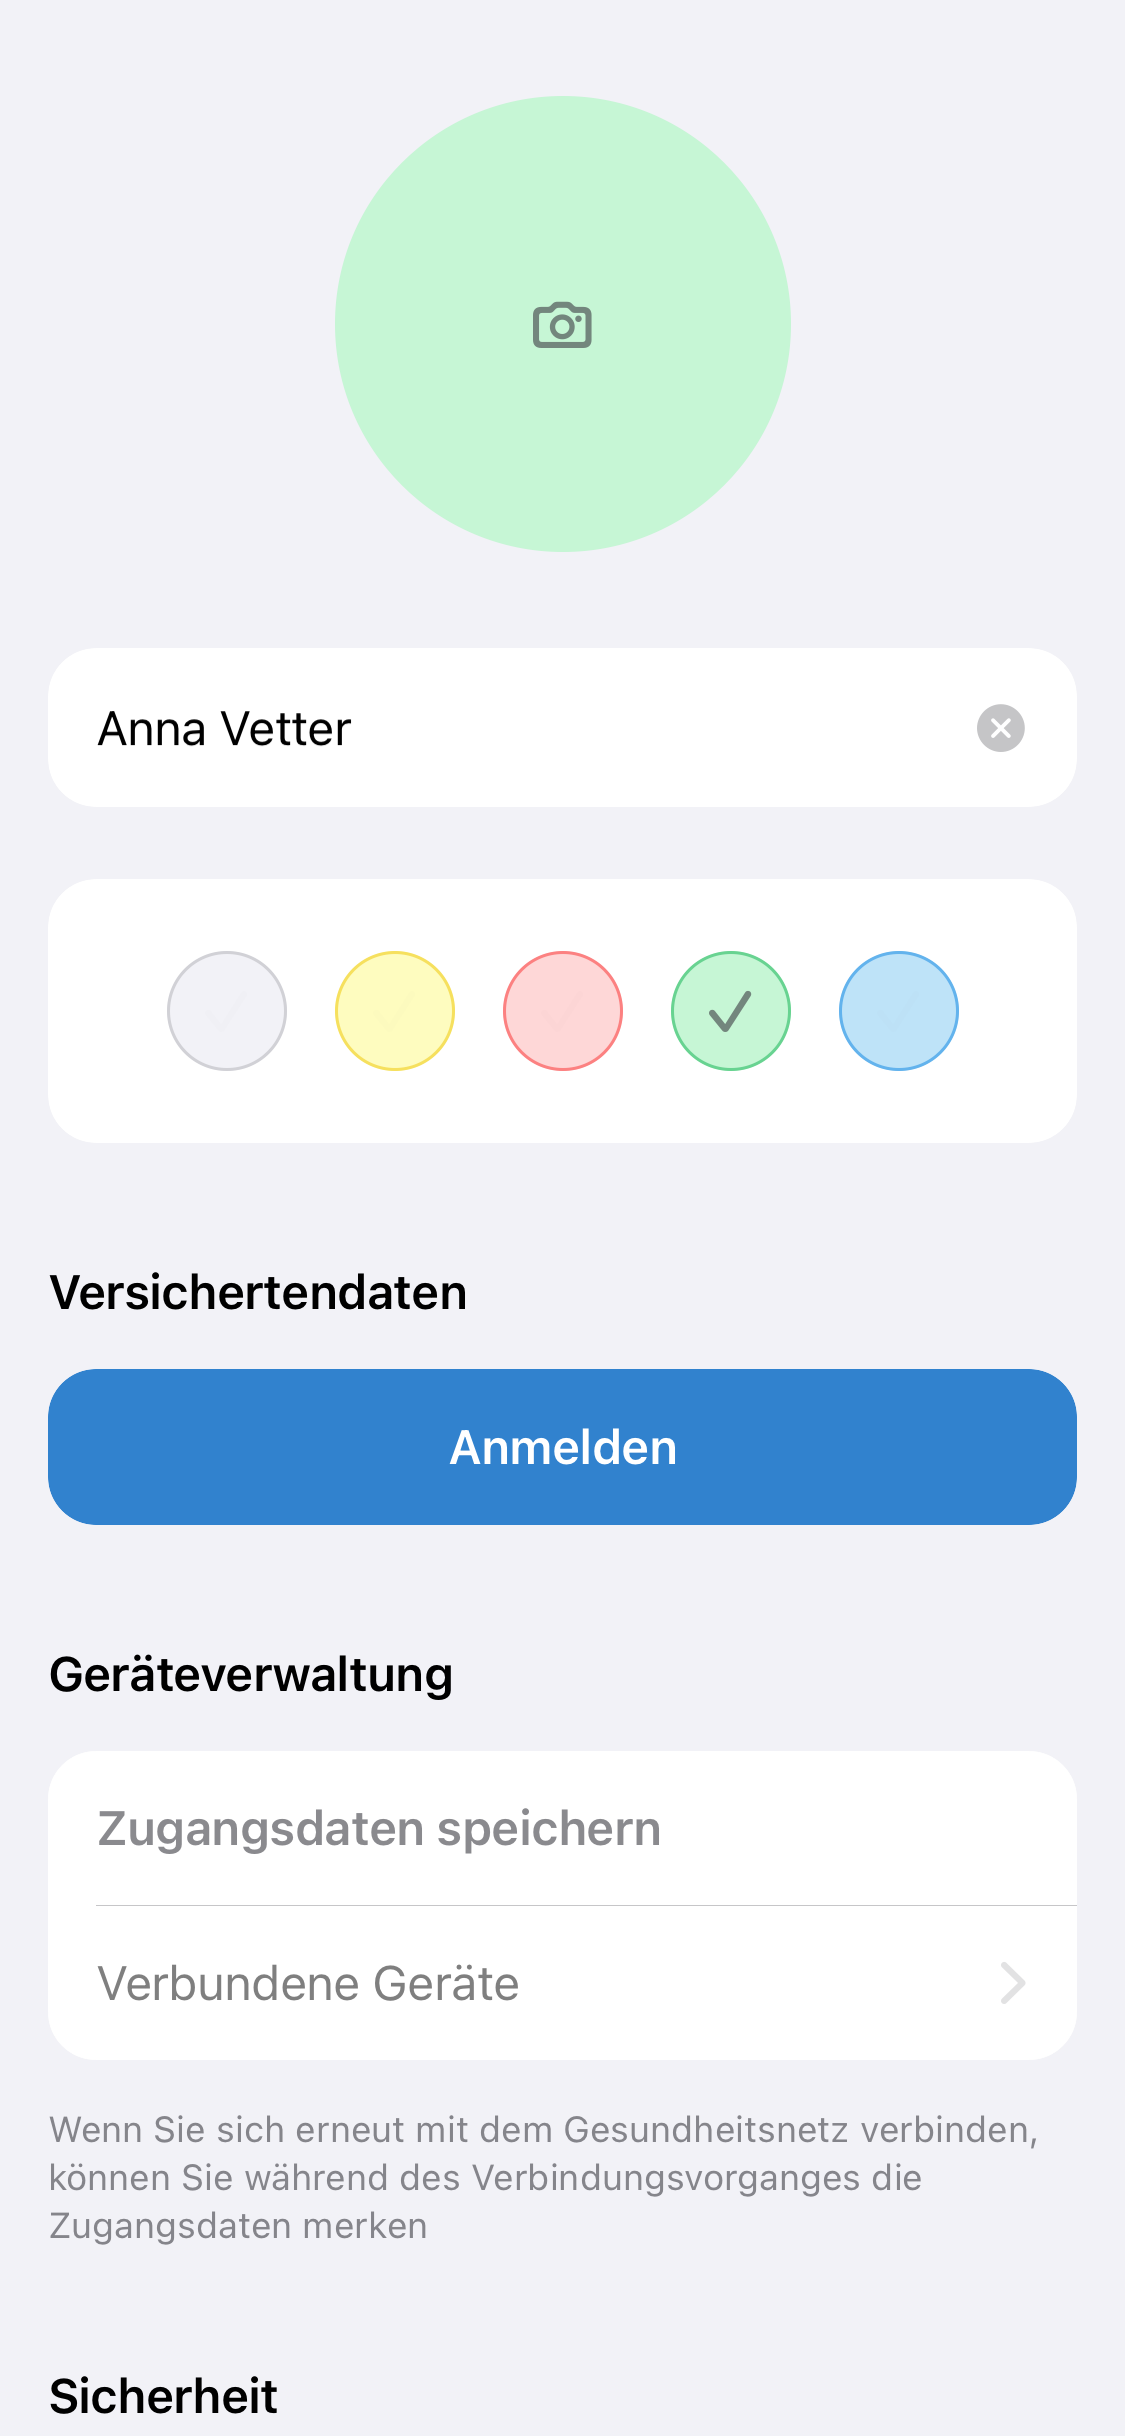 Anna Vetter
Versichertendaten
Anmelden
Geräteverwaltung
Zugangsdaten speichern
Verbundene Geräte
Wenn Sie sich erneut mit dem Gesundheitsnetz verbinden,
können Sie während des Verbindungsvorganges die
Zugangsdaten merken
Sicherheit